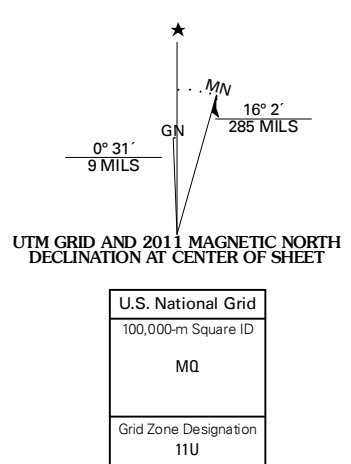 ★
MN
GN
16° 2´
285 MILS
0° 31´
9 MILS
UTM GRID AND 2011 MAGNETIC NORTH
DECLINATION AT CENTER OF SHEET
U.S. National Grid
100,000-m Square ID
MQ
Grid Zone Designation
11U